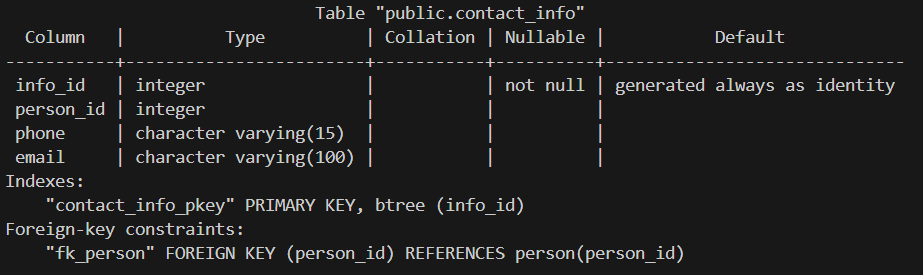 Table "public.contact_info"
  Column   |          Type          | Collation | Nullable |           Default
-----------+------------------------+-----------+----------+------------------------------
 info_id   | integer                |           | not null | generated always as identity
 person_id | integer                |           |          |
 phone     | character varying(15)  |           |          |
 email     | character varying(100) |           |          |
Indexes:
    "contact_info_pkey" PRIMARY KEY, btree (info_id)
Foreign-key constraints:
    "fk_person" FOREIGN KEY (person_id) REFERENCES person(person_id)